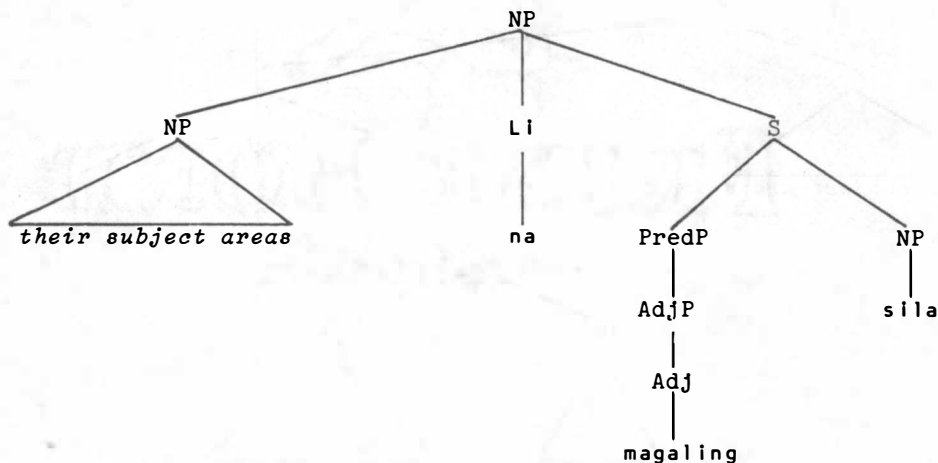 NP
NP Li S
their subject areas na PredP NP
AdjP sila
Adj
magaling